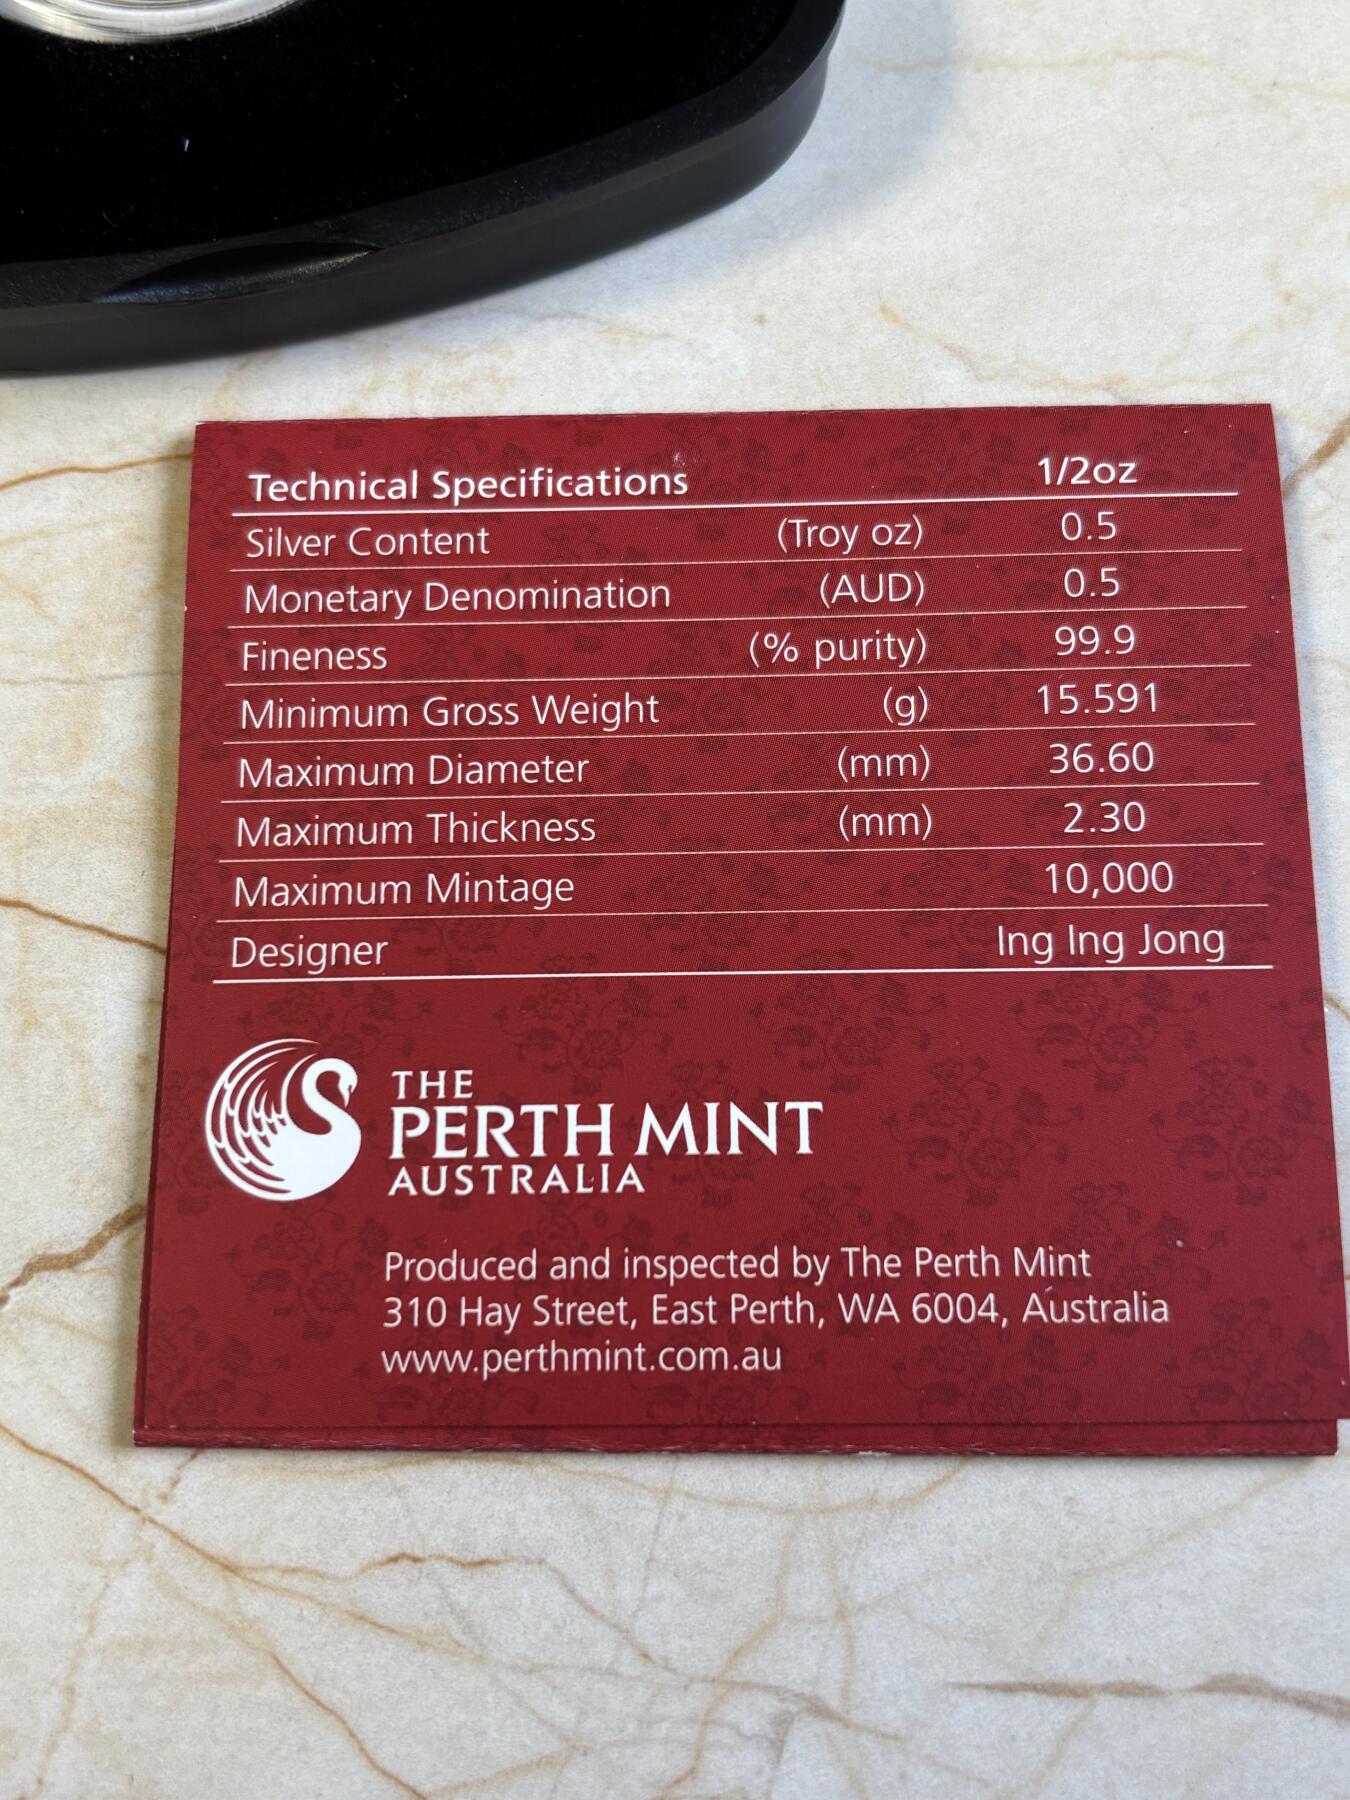 Technical Specifications 1/2oz
Silver Content (Troy oz) 0.5
Monetary Denomination (AUD) 0.5
Fineness (% purity) 99.9
Minimum Gross Weight (g) 15.591
Maximum Diameter (mm) 36.60
Maximum Thickness (mm) 2.30
Maximum Mintage 10,000
Designer Ing Ing Jong
THE
PERTH MINT
AUSTRALIA
Produced and inspected by The Perth Mint
310 Hay Street, East Perth, WA 6004, Australia
www.perthmint.com.au